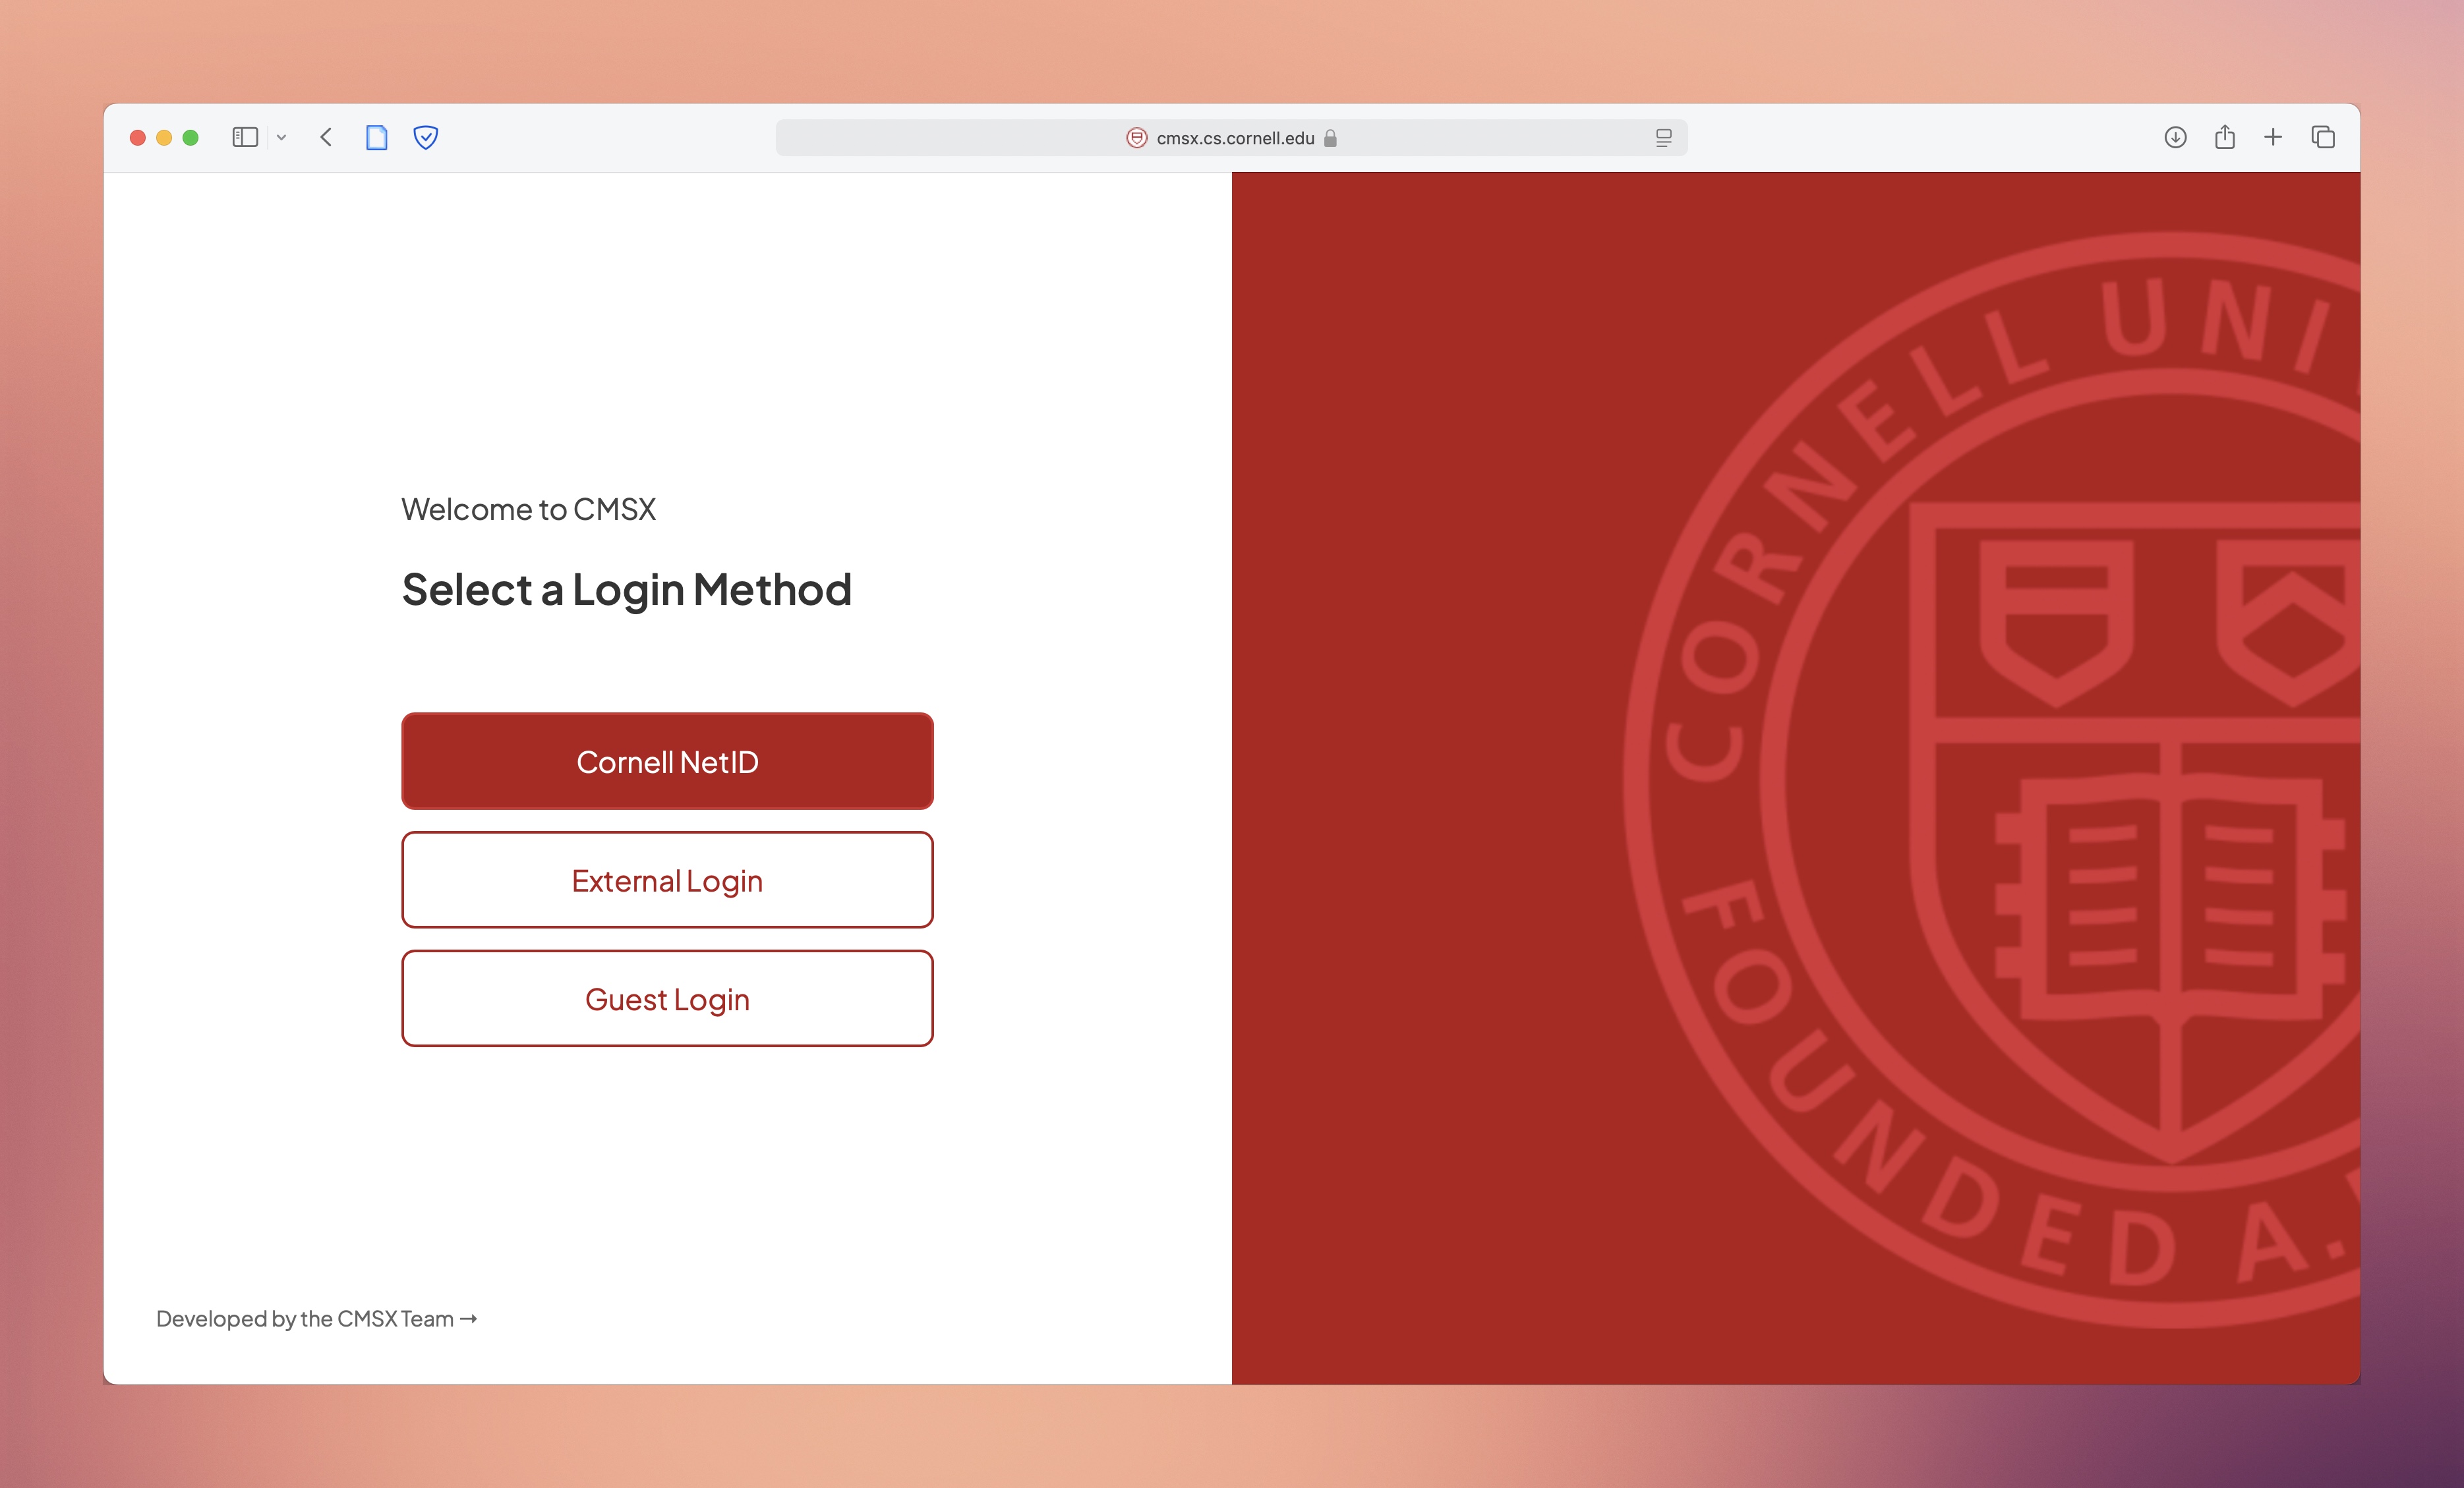 cmsx.cs.cornell.edu
Welcome to CMSX
Select a Login Method
Cornell NetID
External Login
Guest Login
Developed by the CMSX Team →
CORNELL UNI
FOUNDED A.